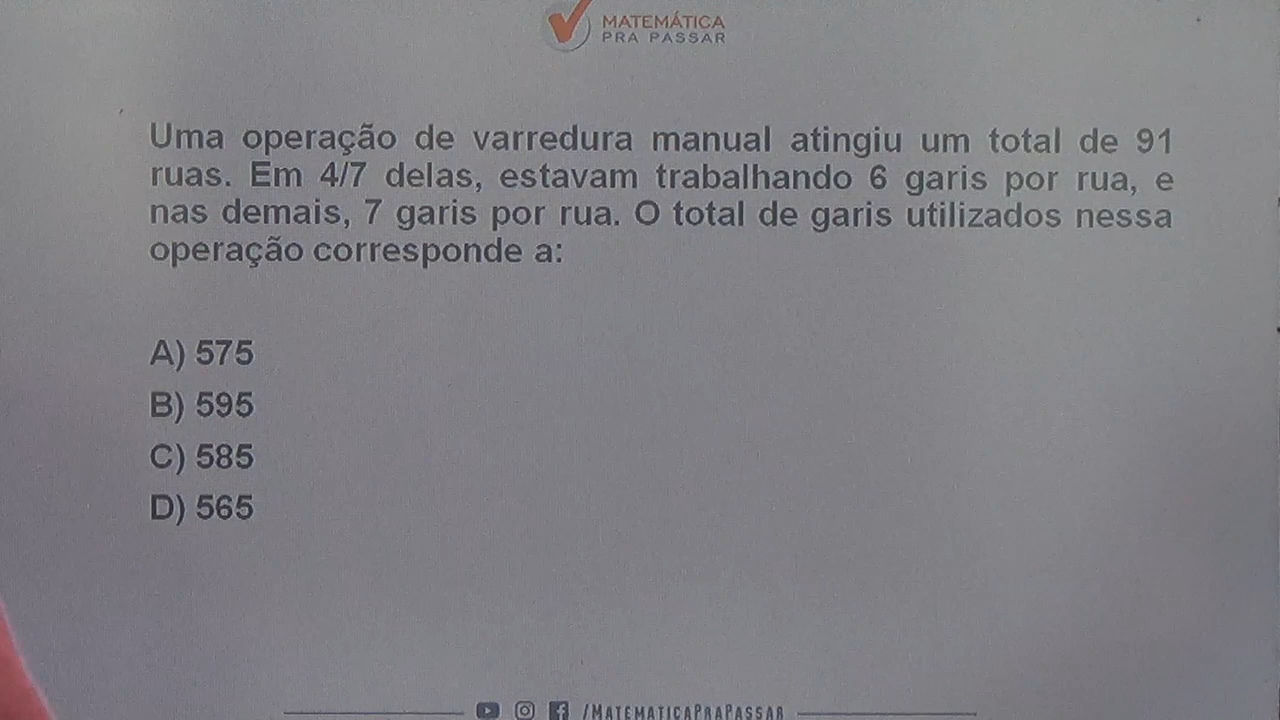 MATEMÁTICA
PRA PASSAR
Uma operação de varredura manual atingiu um total de 91
ruas. Em 4/7 delas, estavam trabalhando 6 garis por rua, e
nas demais, 7 garis por rua. O total de garis utilizados nessa
operação corresponde a:
A) 575
B) 595
C) 585
D) 565
/MATEMATICAPRAPASSAR